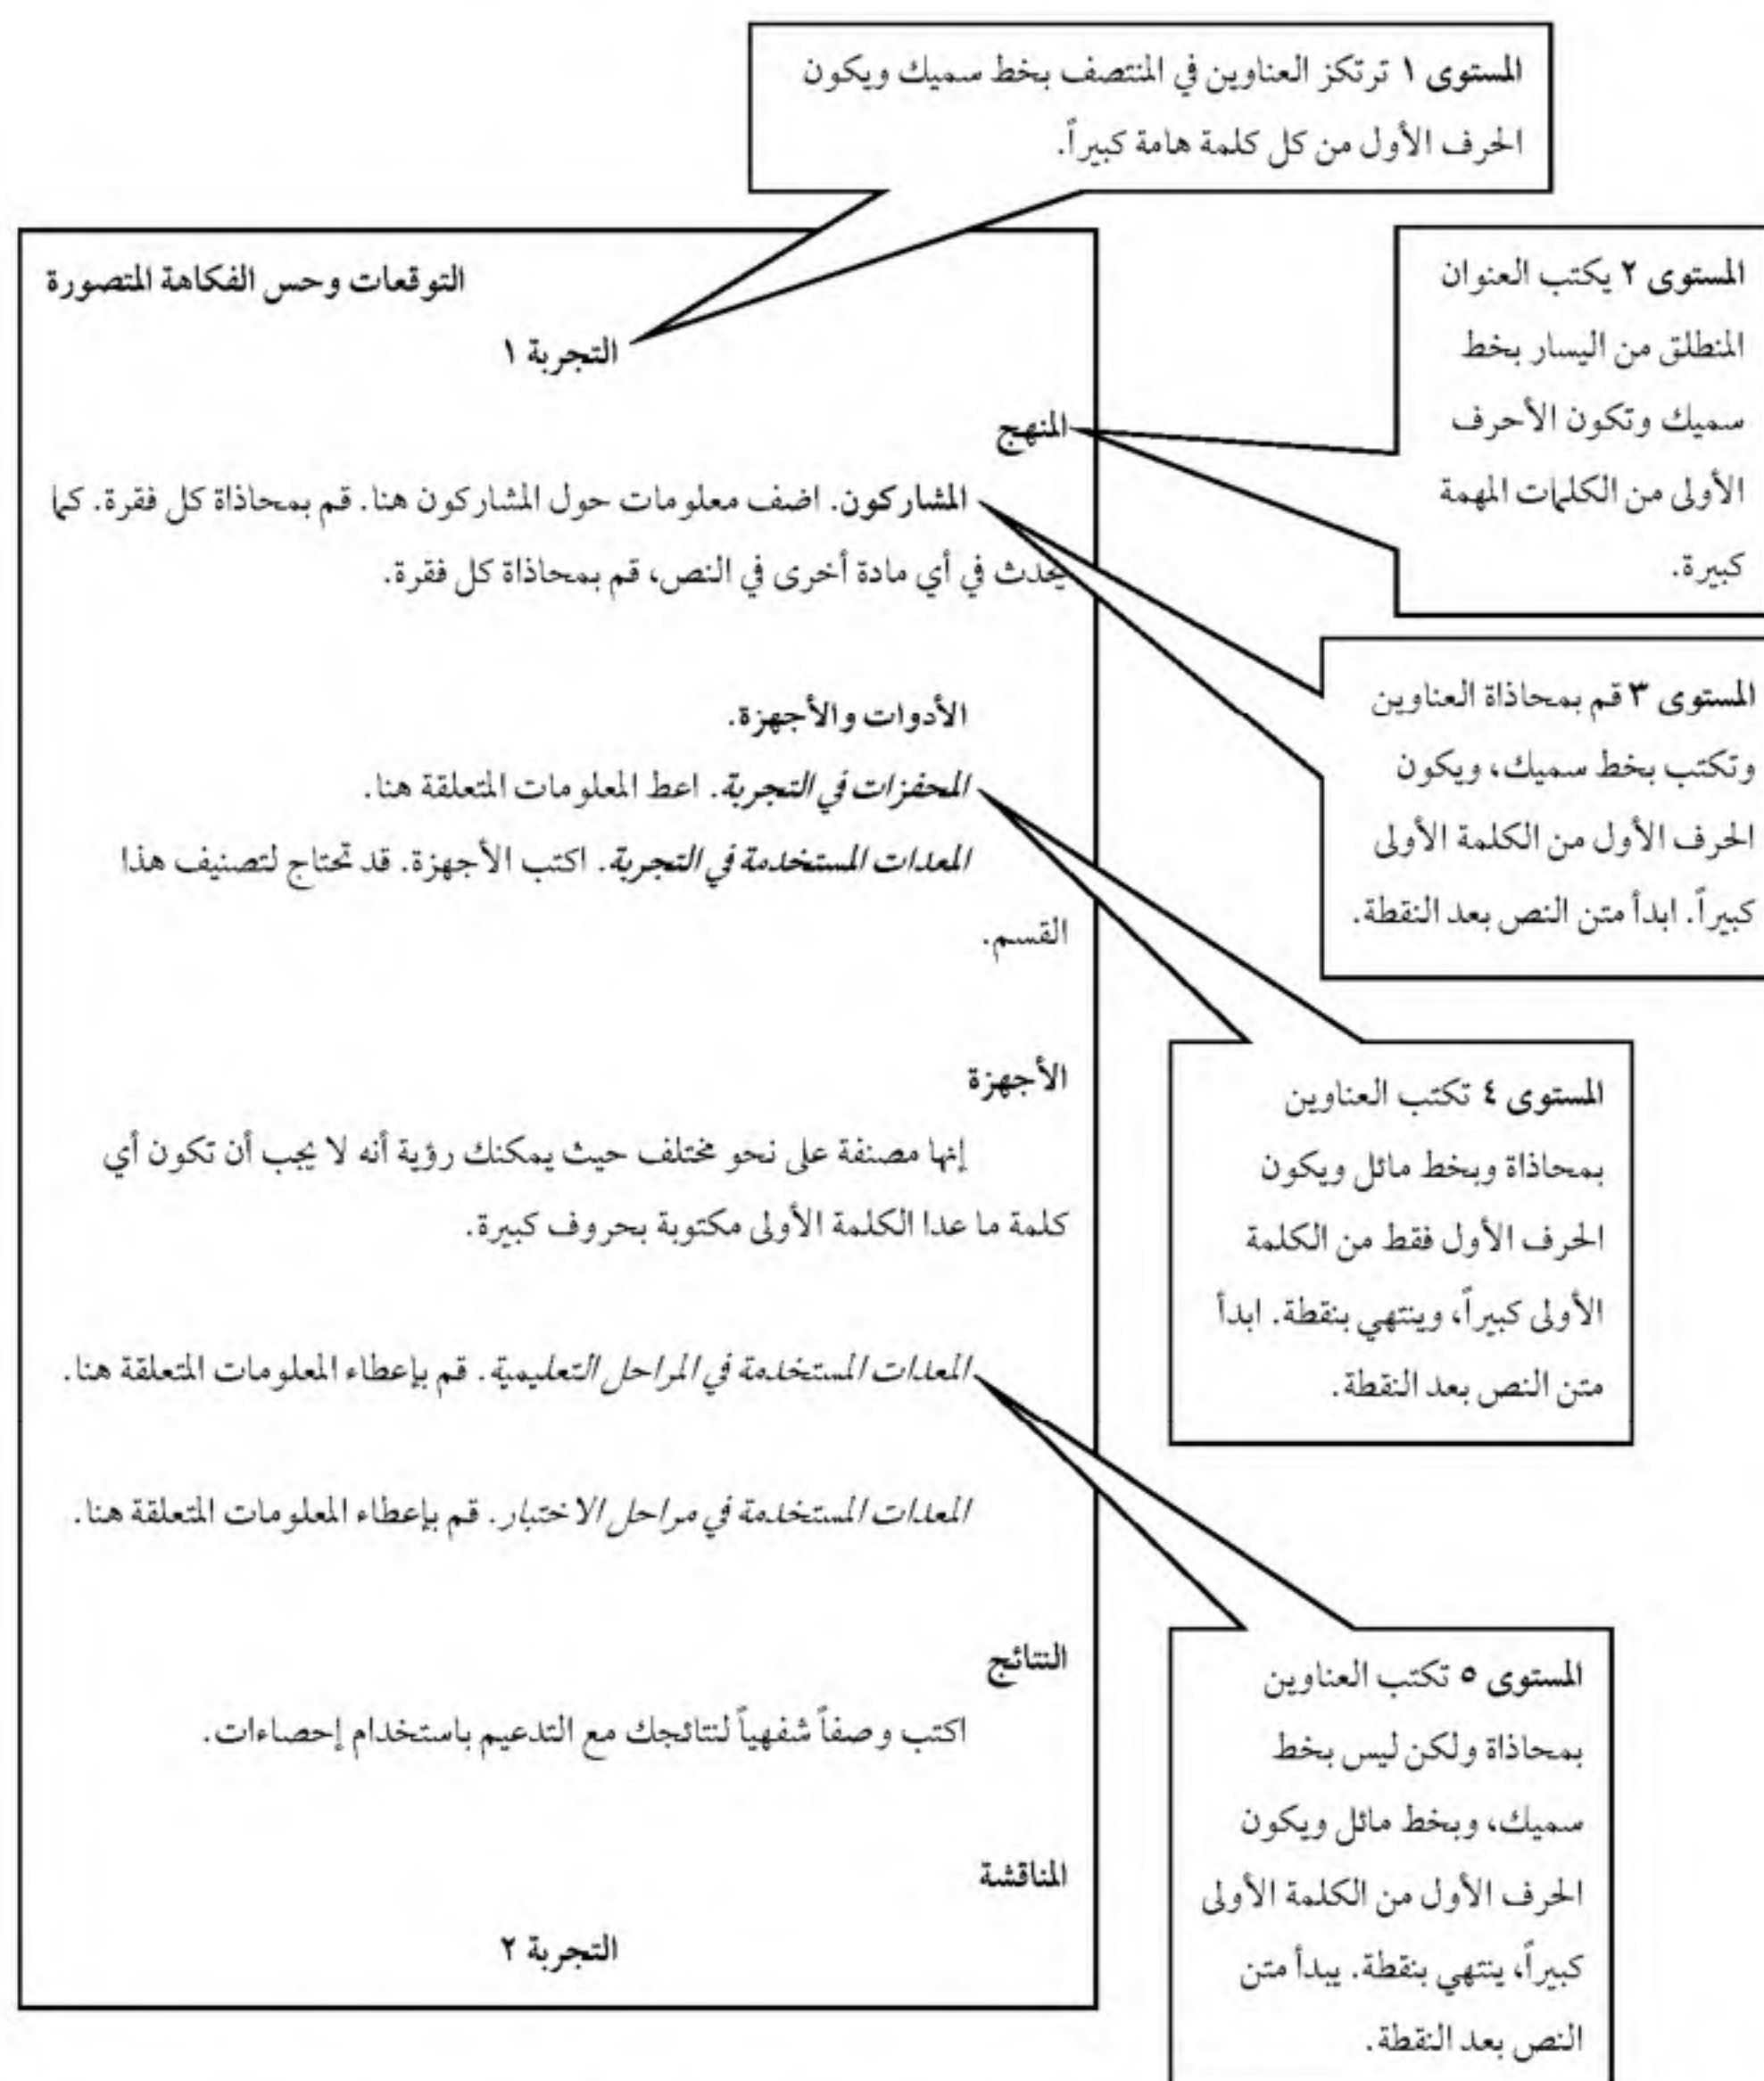 المستوى ١ ترتكز العناوين في المنتصف بخط سميك ويكون
الحرف الأول من كل كلمة هامة كبيراً.
التوقعات وحس الفكاهة المتصورة
التجربة ١
المنهج
المشاركون. اضف معلومات حول المشاركون هنا. قم بمحاذاة كل فقرة. كما
يحدث في أي مادة أخرى في النص، قم بمحاذاة كل فقرة.
الأدوات والأجهزة.
المحفزات في التجربة. اعط المعلومات المتعلقة هنا.
المعدات المستخدمة في التجربة. اكتب الأجهزة. قد تحتاج لتصنيف هذا
القسم.
الأجهزة
إنها مصنفة على نحو مختلف حيث يمكنك رؤية أنه لا يجب أن تكون أي
كلمة ما عدا الكلمة الأولى مكتوبة بحروف كبيرة.
المعدات المستخدمة في المراحل التعليمية. قم بإعطاء المعلومات المتعلقة هنا.
المعدات المستخدمة في مراحل الاختبار. قم بإعطاء المعلومات المتعلقة هنا.
النتائج
اكتب وصفاً شفهياً لنتائجك مع التدعيم باستخدام إحصاءات.
المناقشة
التجربة ٢
المستوى ٢ يكتب العنوان
المنطلق من اليسار بخط
سميك وتكون الأحرف
الأولى من الكلمات المهمة
كبيرة.
المستوى ٣ قم بمحاذاة العناوين
وتكتب بخط سميك، ويكون
الحرف الأول من الكلمة الأولى
كبيراً. ابدأ متن النص بعد النقطة.
المستوى ٤ تكتب العناوين
بمحاذاة وبخط مائل ويكون
الحرف الأول فقط من الكلمة
الأولى كبيراً، وينتهي بنقطة. ابدأ
متن النص بعد النقطة.
المستوى ٥ تكتب العناوين
بمحاذاة ولكن ليس بخط
سميك، وبخط مائل ويكون
الحرف الأول من الكلمة الأولى
كبيراً، ينتهي بنقطة. يبدأ متن
النص بعد النقطة.